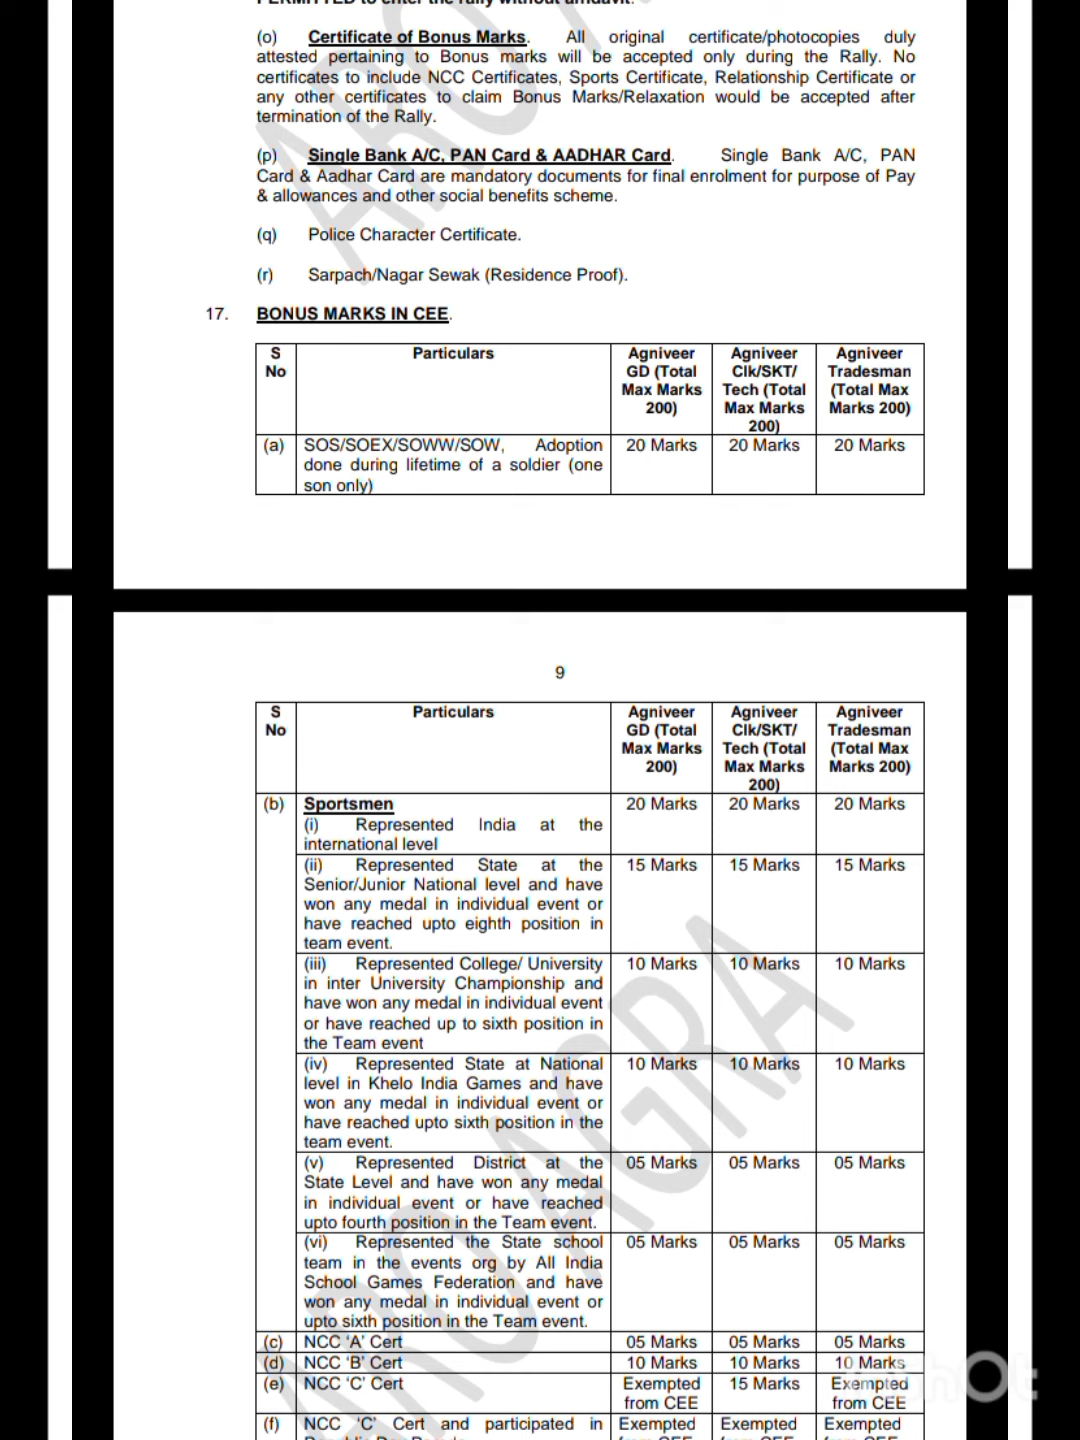 PERMITTED to enter the rally without affidavit.
(o) Certificate of Bonus Marks. All original certificate/photocopies duly
attested pertaining to Bonus marks will be accepted only during the Rally. No
certificates to include NCC Certificates, Sports Certificate, Relationship Certificate or
any other certificates to claim Bonus Marks/Relaxation would be accepted after
termination of the Rally.
(p) Single Bank A/C, PAN Card & AADHAR Card. Single Bank A/C, PAN
Card & Aadhar Card are mandatory documents for final enrolment for purpose of Pay
& allowances and other social benefits scheme.
(q) Police Character Certificate.
(r) Sarpach/Nagar Sewak (Residence Proof).
17. BONUS MARKS IN CEE.
S No Particulars Agniveer GD (Total Max Marks 200) Agniveer Clk/SKT/ Tech (Total Max Marks 200) Agniveer Tradesman (Total Max Marks 200)
(a) SOS/SOEX/SOWW/SOW, Adoption 20 Marks 20 Marks 20 Marks
done during lifetime of a soldier (one
son only)
9
S No Particulars Agniveer GD (Total Max Marks 200) Agniveer Clk/SKT/ Tech (Total Max Marks 200) Agniveer Tradesman (Total Max Marks 200)
(b) Sportsmen 20 Marks 20 Marks 20 Marks
(i) Represented India at the
international level
(ii) Represented State at the 15 Marks 15 Marks 15 Marks
Senior/Junior National level and have
won any medal in individual event or
have reached upto eighth position in
team event.
(iii) Represented College/ University 10 Marks 10 Marks 10 Marks
in inter University Championship and
have won any medal in individual event
or have reached up to sixth position in
the Team event
(iv) Represented State at National 10 Marks 10 Marks 10 Marks
level in Khelo India Games and have
won any medal in individual event or
have reached upto sixth position in the
team event.
(v) Represented District at the 05 Marks 05 Marks 05 Marks
State Level and have won any medal
in individual event or have reached
upto fourth position in the Team event.
(vi) Represented the State school 05 Marks 05 Marks 05 Marks
team in the events org by All India
School Games Federation and have
won any medal in individual event or
upto sixth position in the Team event.
(c) NCC 'A' Cert 05 Marks 05 Marks 05 Marks
(d) NCC 'B' Cert 10 Marks 10 Marks 10 Marks
(e) NCC 'C' Cert Exempted 15 Marks Exempted
from CEE from CEE
(f) NCC 'C' Cert and participated in Exempted Exempted Exempted
ARO AGRA